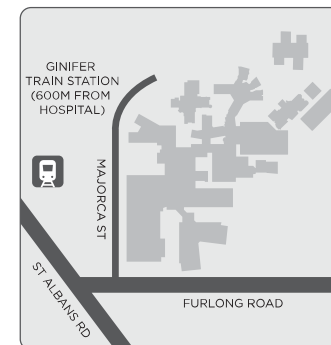 GINIFER
TRAIN STATION
(600M FROM
HOSPITAL)
MAJORCA ST
ST ALBANS RD
FURLONG ROAD